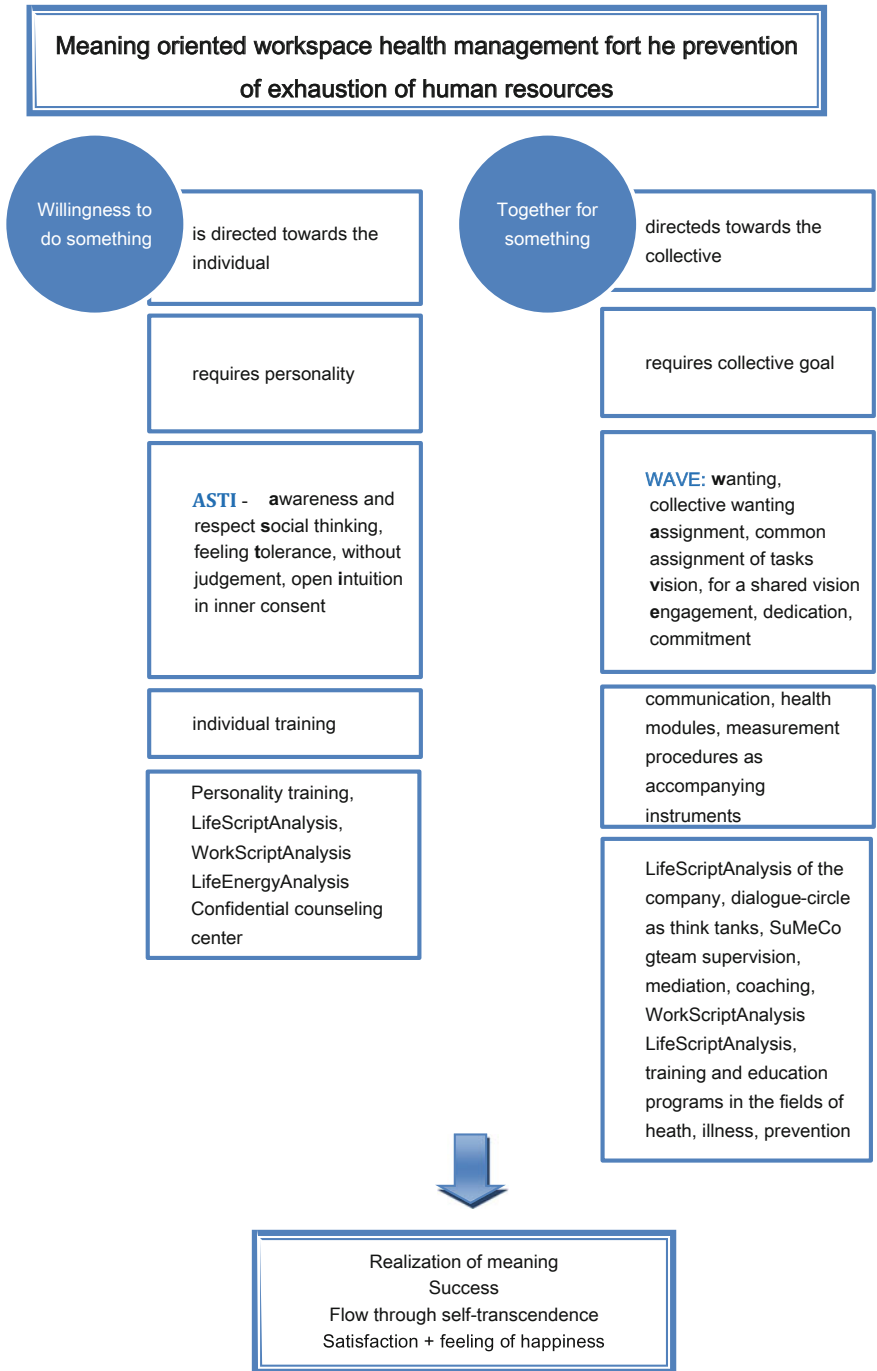 Meaning oriented workspace health management fort he prevention
of exhaustion of human resources
Willingness to
do something
is directed towards the
individual
requires personality
ASTI - awareness and
respect social thinking,
feeling tolerance, without
judgement, open intuition
in inner consent
individual training
Personality training,
LifeScriptAnalysis,
WorkScriptAnalysis
LifeEnergyAnalysis
Confidential counseling
center
Together for
something
directeds towards the
collective
requires collective goal
WAVE: wanting,
collective wanting
assignment, common
assignment of tasks
vision, for a shared vision
engagement, dedication,
commitment
communication, health
modules, measurement
procedures as
accompanying
instruments
LifeScriptAnalysis of the
company, dialogue-circle
as think tanks, SuMeCo
gteam supervision,
mediation, coaching,
WorkScriptAnalysis
LifeScriptAnalysis,
training and education
programs in the fields of
heath, illness, prevention
Realization of meaning
Success
Flow through self-transcendence
Satisfaction + feeling of happiness